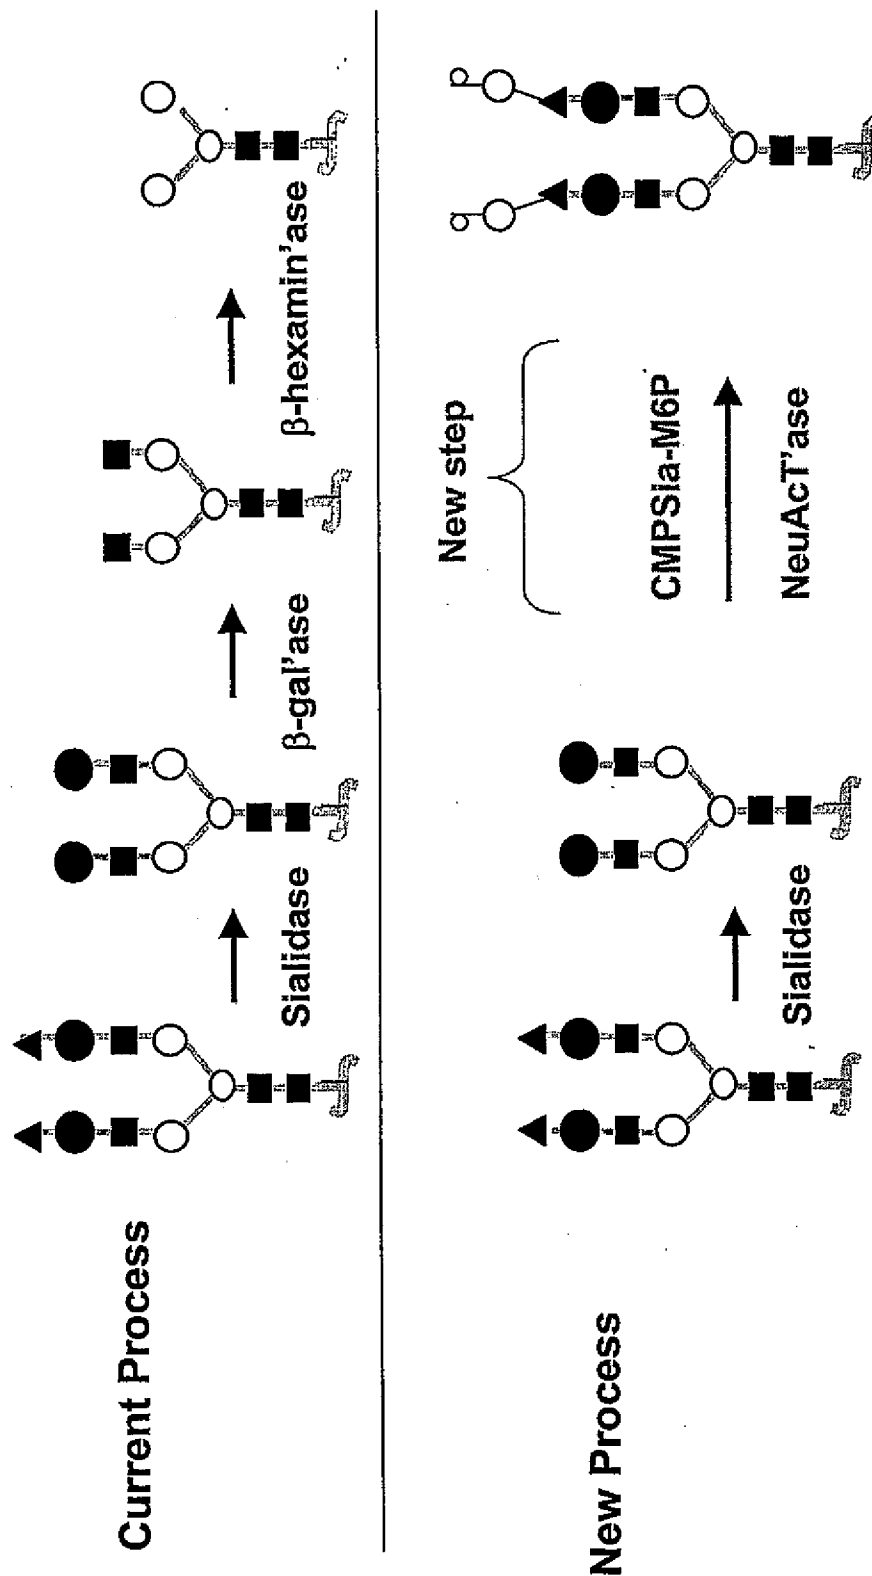 Current Process
Sialidase
β-gal'ase
β-hexamin'ase
New Process
Sialidase
New step
CMPSia-M6P
NeuAcT'ase